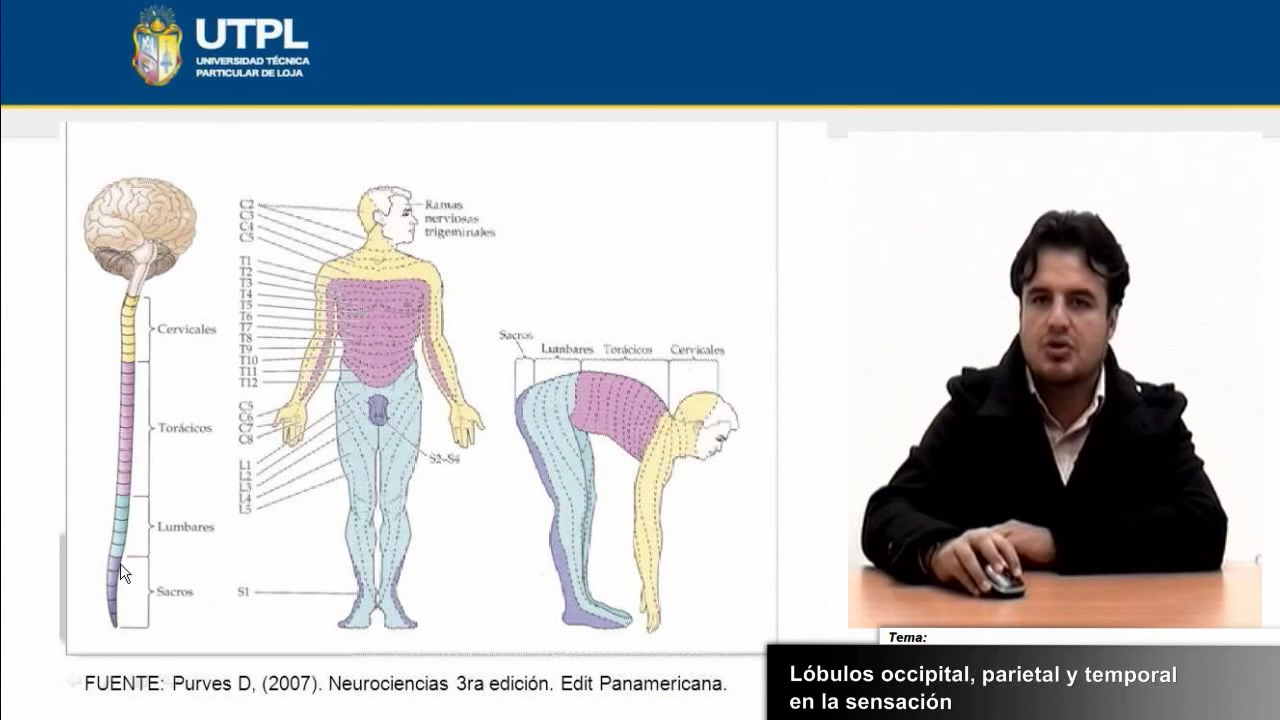 UTPL
UNIVERSIDAD TÉCNICA
PARTICULAR DE LOJA
C2
C3
C4
C5
Ramas
nerviosas
trigeminales
T1
T2
T3
T4
T5
T6
T7
T8
T9
T10
T11
T12
Cervicales
Sacros
Lumbares Torácicos Cervicales
C5
C6
C7
C8
Torácicos
L1
L2
L3
L4
L5
S2-S4
Lumbares
Sacros
S1
Tema:
Lóbulos occipital, parietal y temporal
en la sensación
FUENTE: Purves D, (2007). Neurociencias 3ra edición. Edit Panamericana.